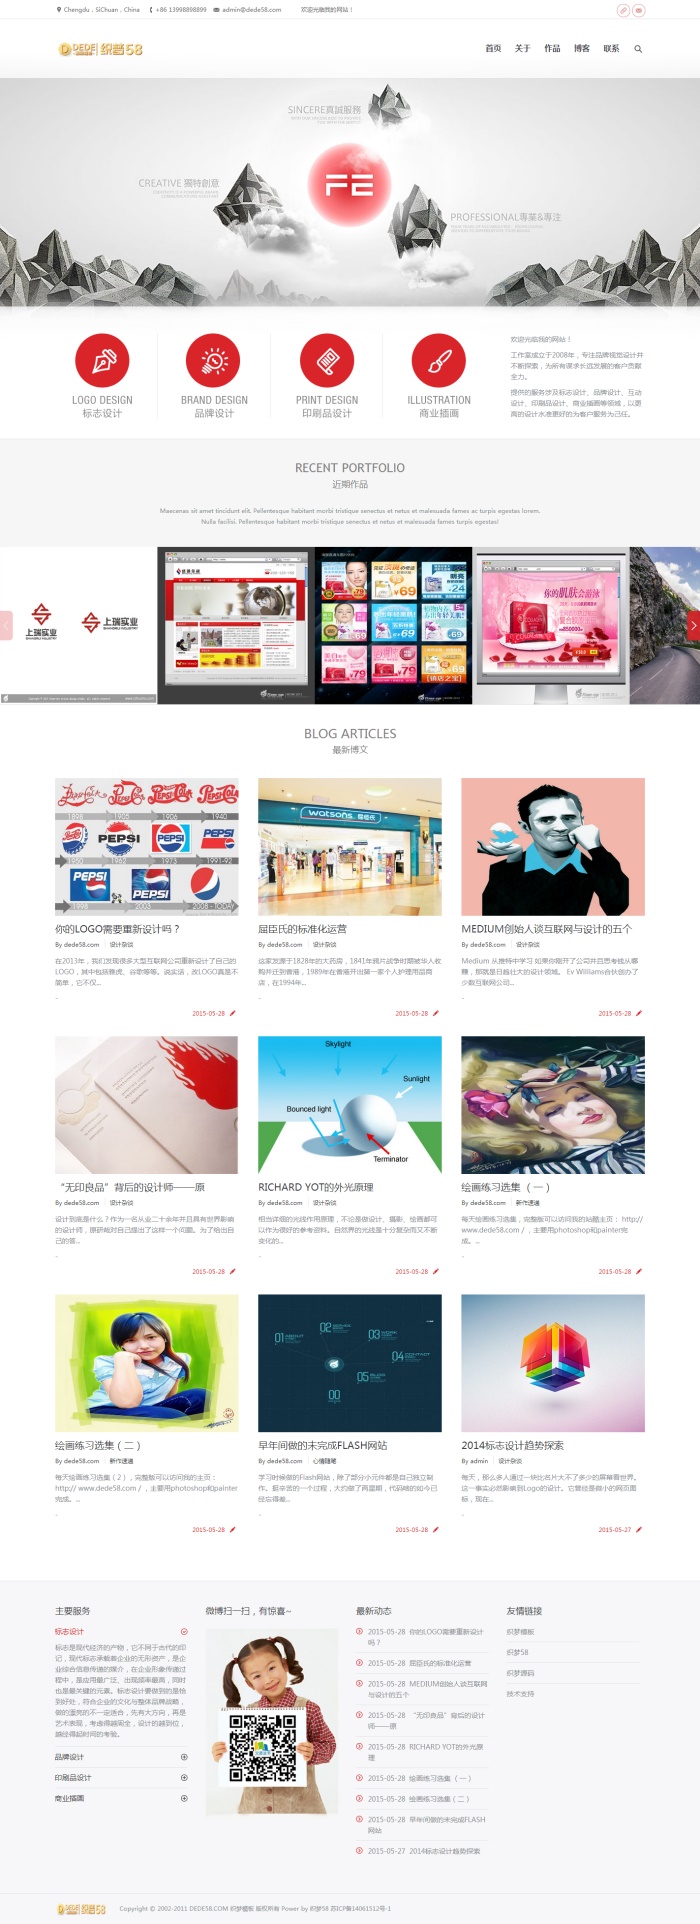 Chengdu, SiChuan, China
+86 13998898899
admin@dede58.com
欢迎光临我的网站！
DEDE 织梦58
首页 关于 作品 博客 联系
SINCERE真誠服務
CREATIVE 獨特創意
FE
PROFESSIONAL專業&專注
LOGO DESIGN
标志设计
BRAND DESIGN
品牌设计
PRINT DESIGN
印刷品设计
ILLUSTRATION
商业插画
欢迎光临我的网站！
工作室成立于2008年，专注品牌视觉设计并
不断探索，为所有谋求长远发展的客户贡献
全力。
提供的服务涉及标志设计、品牌设计、互动
设计、印刷品设计、商业插画等领域，以更
高的设计水准更好的为客户服务为己任。
RECENT PORTFOLIO
近期作品
Maecenas sit amet tincidunt elit. Pellentesque habitant morbi tristique senectus et netus et malesuada fames ac turpis egestas lorem.
Nulla facilisi. Pellentesque habitant morbi tristique senectus et netus et malesuada fames turpis egestas!
上瑞实业
上瑞实业
你的肌肤会游泳
BLOG ARTICLES
最新博文
1898 1905 1906 1940
PEPSI
PEPSI
watsons
你的LOGO需要重新设计吗？
By dede58.com 设计杂谈
在2013年，我们发现很多大型互联网公司重新设计了自己的
LOGO，其中包括雅虎、谷歌等等。说实话，改LOGO真是不
简单，它不仅...
2015-05-28
屈臣氏的标准化运营
By dede58.com 设计杂谈
这家发源于1828年的大药房，1841年鸦片战争时期被华人收
购并迁到香港，1989年在香港开出第一家个人护理用品商
店，在1994年...
2015-05-28
MEDIUM创始人谈互联网与设计的五个
By dede58.com 设计杂谈
Medium 从推特中学习 如果你刚开了公司并且思考植从哪
赚，那就是日趋壮大的设计领域。 Ev Williams合伙创办了
少数互联网公司...
2015-05-28
Skylight
Sunlight
Bounced light
Terminator
“无印良品”背后的设计师——原
By dede58.com 设计杂谈
设计到底是什么？作为一名从业二十余年并且具有世界影响
的设计师，原研哉对自己提出了这样一个问题。为了给出自
己的答...
2015-05-28
RICHARD YOT的外光原理
By dede58.com 设计杂谈
相当详细的光线作用原理，不论是做设计、摄影、绘画都可
以作为很好的参考资料。自然界的光线是十分复杂而又不断
变化的...
2015-05-28
绘画练习选集 （一）
By dede58.com 新作速递
每天绘画练习选集，完整版可以访问我的站酷主页： http://
www.dede58.com /，主要用photoshop和painter完
成。...
2015-05-28
01
02
03
04
05
00
绘画练习选集（二）
By dede58.com 新作速递
每天绘画练习选集（2），完整版可以访问我的主页：
http:// www.dede58.com /，主要用photoshop和painter
完成。...
2015-05-28
早年间做的未完成FLASH网站
By dede58.com 心情随笔
学习时候做的Flash网站，除了部分小元件都是自己独立制
作。挺辛苦的一个过程，大约做了两星期，代码啥的如今已
经忘得差...
2015-05-28
2014标志设计趋势探索
By admin 设计杂谈
每天，那么多人通过一块比名片大不了多少的屏幕看世界。
这一事实必然影响到Logo的设计。它曾经是微小的网页图
标，现在...
2015-05-27
主要服务
标志设计
标志是现代经济的产物，它不同于古代的印
记，现代标志承载着企业的无形资产，是企
业综合信息传递的媒介，在企业形象传递过
程中，是应用最广泛、出现频率最高，同时
也是最关键的元素。标志设计要做到的是恰
到好处，符合企业的文化与整体品牌战略，
做的漂亮的不一定适合，先有大方向，再是
艺术表现，考虑得越周全，设计的越到位，
越经得起时间的考验。
品牌设计
印刷品设计
商业插画
微博扫一扫，有惊喜~
最新动态
2015-05-28 你的LOGO需要重新设计
吗？
2015-05-28 屈臣氏的标准化运营
2015-05-28 MEDIUM创始人谈互联网
与设计的五个
2015-05-28 “无印良品”背后的设计
师——原
2015-05-28 RICHARD YOT的外光原
理
2015-05-28 绘画练习选集 （一）
2015-05-28 绘画练习选集（二）
2015-05-28 早年间做的未完成FLASH
网站
2015-05-27 2014标志设计趋势探索
友情链接
织梦模板
织梦58
织梦源码
技术支持
DEDE 织梦58
Copyright © 2002-2011 DEDE58.COM 织梦模板 版权所有 Power by 织梦58 苏ICP备14061512号-1